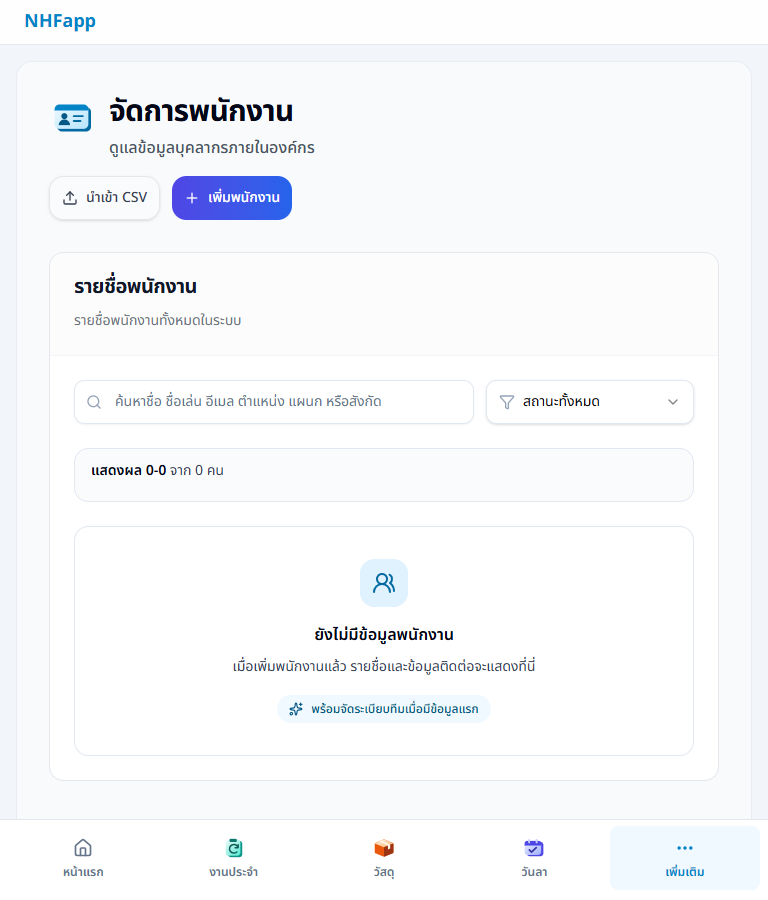 NHFapp
จัดการพนักงาน
ดูแลข้อมูลบุคลากรภายในองค์กร
นำเข้า CSV
เพิ่มพนักงาน
รายชื่อพนักงาน
รายชื่อพนักงานทั้งหมดในระบบ
ค้นหาชื่อ ชื่อเล่น อีเมล ตำแหน่ง แผนก หรือสังกัด
สถานะทั้งหมด
แสดงผล 0-0 จาก 0 คน
ยังไม่มีข้อมูลพนักงาน
เมื่อเพิ่มพนักงานแล้ว รายชื่อและข้อมูลติดต่อจะแสดงที่นี่
พร้อมจัดระเบียบทีมเมื่อมีข้อมูลแรก
หน้าแรก
งานประจำ
วัสดุ
วันลา
เพิ่มเติม